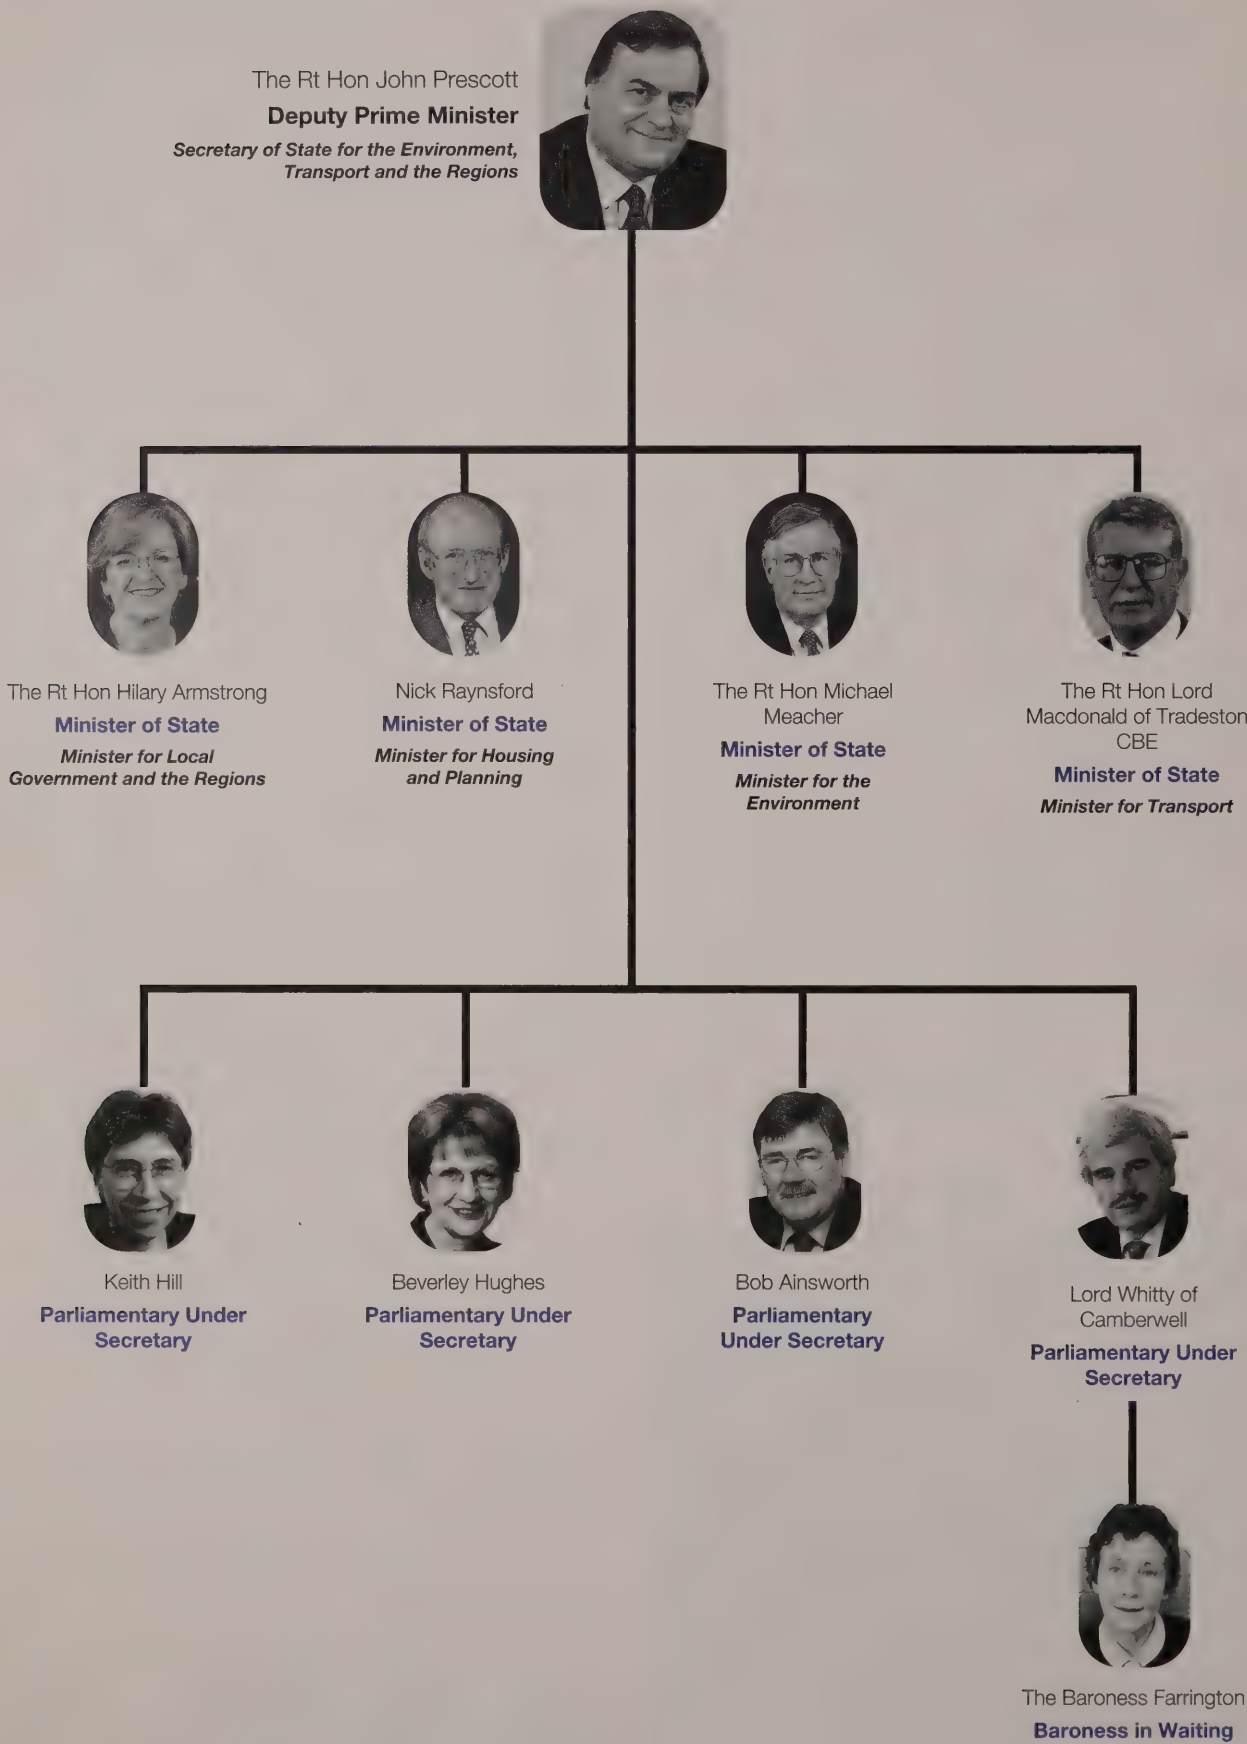 The Rt Hon John Prescott
Deputy Prime Minister
Secretary of State for the Environment,
Transport and the Regions
The Rt Hon Hilary Armstrong
Minister of State
Minister for Local
Government and the Regions
Nick Raynsford
Minister of State
Minister for Housing
and Planning
The Rt Hon Michael
Meacher
Minister of State
Minister for the
Environment
The Rt Hon Lord
Macdonald of Tradeston
CBE
Minister of State
Minister for Transport
Keith Hill
Parliamentary Under
Secretary
Beverley Hughes
Parliamentary Under
Secretary
Bob Ainsworth
Parliamentary
Under Secretary
Lord Whitty of
Camberwell
Parliamentary Under
Secretary
The Baroness Farrington
Baroness in Waiting